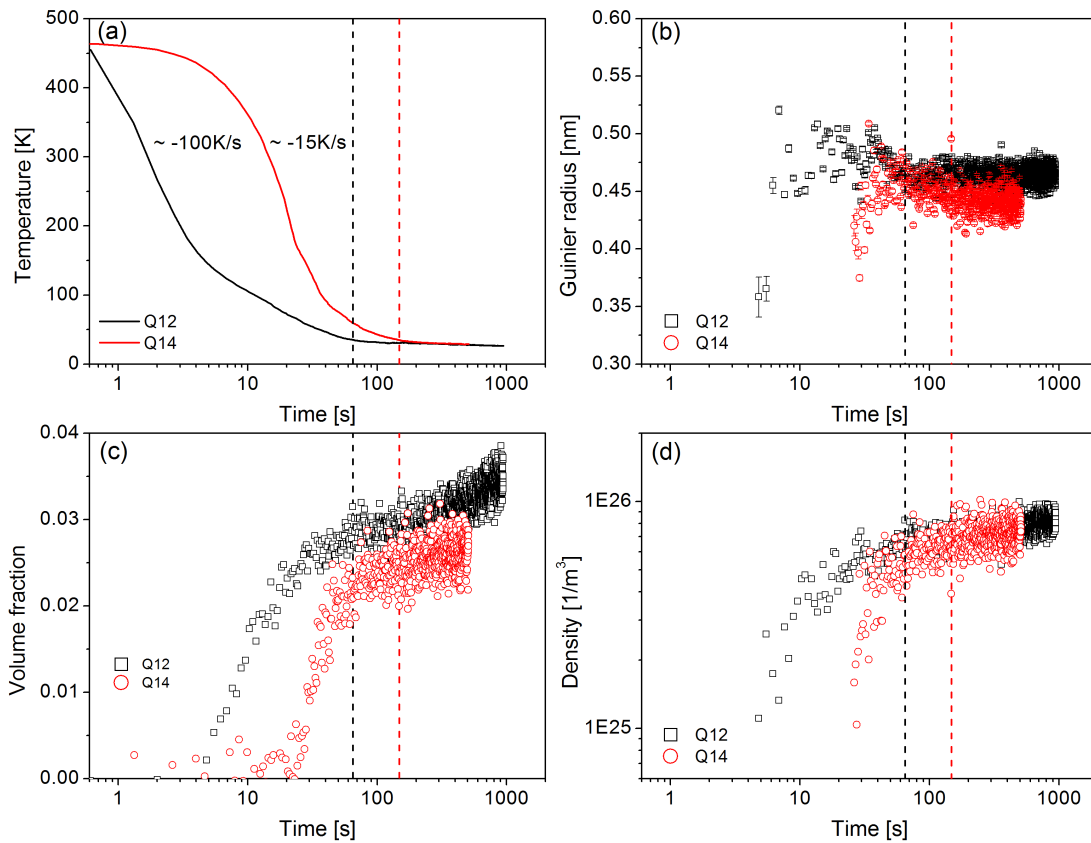 (a)
500
400
300
200
100
0
Temperature [K]
~ -100K/s
~ -15K/s
Q12
Q14
1
10
100
1000
Time [s]
(b)
0.60
0.55
0.50
0.45
0.40
0.35
0.30
Guinier radius [nm]
Q12
Q14
1
10
100
1000
Time [s]
(c)
0.04
0.03
0.02
0.01
0.00
Volume fraction
Q12
Q14
1
10
100
1000
Time [s]
(d)
1E26
1E25
Density [1/m³]
Q12
Q14
1
10
100
1000
Time [s]